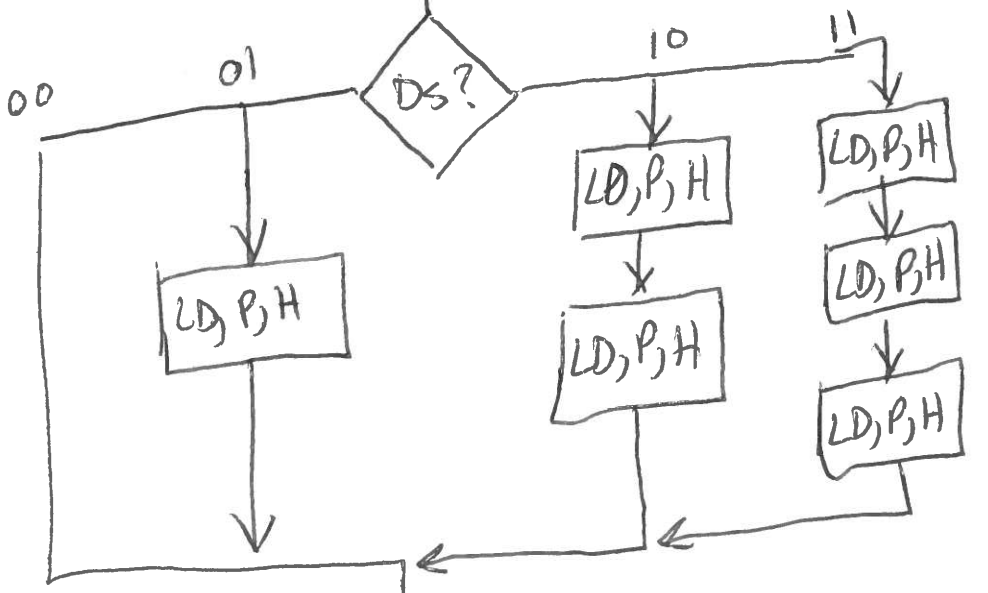 00
01
DS?
10
11
LD, P, H
LD, P, H
LD, P, H
LD, P, H
LD, P, H
LD, P, H